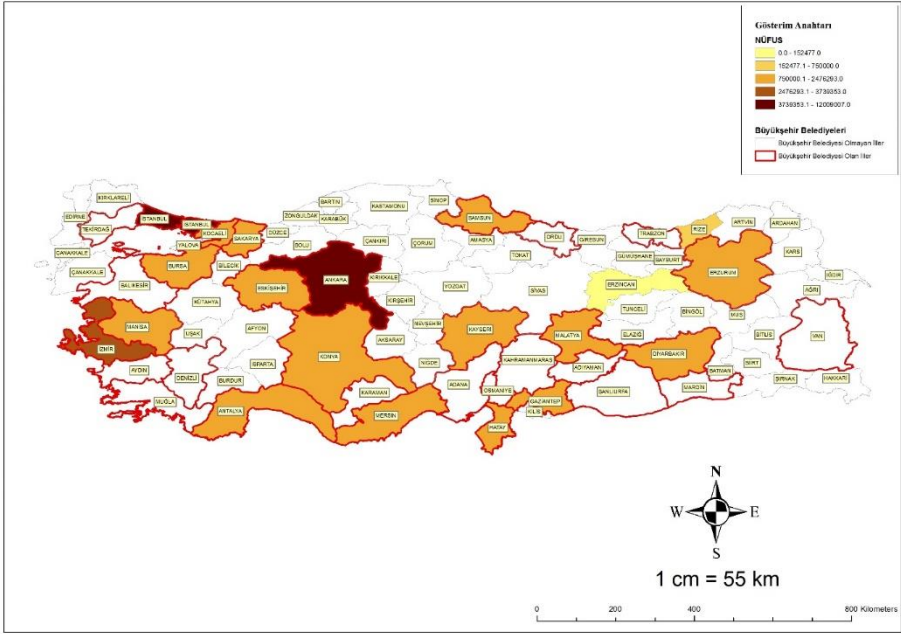 Gösterim Anahtarı
NÜFUS
0.0 - 152477.0
152477.1 - 750000.0
750000.1 - 2476293.0
2476293.1 - 3739353.0
3739353.1 - 12009007.0
Büyükşehir Belediyeleri
Büyükşehir Belediyesi Olmayan İller
Büyükşehir Belediyesi Olan İller
KIRKLARELİ
EDİRNE
TEKİRDAĞ
İSTANBUL
İSTANBUL
KOCAELİ
YALOVA
SAKARYA
DÜZCE
ZONGULDAK
BARTIN
KARABÜK
KASTAMONU
SİNOP
SAMSUN
ORDU
GİRESUN
TRABZON
RİZE
ARTVİN
ARDAHAN
KARS
IĞDIR
AĞRI
ÇANAKKALE
ÇANAKKALE
BALIKESİR
BURSA
BİLECİK
BOLU
ÇANKIRI
ÇORUM
AMASYA
TOKAT
GÜMÜŞHANE
BAYBURT
ERZURUM
ERZİNCAN
KÜTAHYA
ESKİŞEHİR
ANKARA
KIRIKKALE
KIRŞEHİR
YOZGAT
SİVAS
TUNCELİ
BİNGÖL
MUŞ
BİTLİS
VAN
MANİSA
İZMİR
UŞAK
AFYON
KONYA
AKSARAY
NEVŞEHİR
KAYSERİ
MALATYA
ELAZIĞ
DİYARBAKIR
BATMAN
SİİRT
ŞIRNAK
HAKKARİ
AYDIN
DENİZLİ
ISPARTA
BURDUR
MUĞLA
ANTALYA
KARAMAN
MERSİN
NİĞDE
ADANA
KAHRAMANMARAŞ
OSMANİYE
ADIYAMAN
GAZİANTEP
KİLİS
HATAY
ŞANLIURFA
MARDİN
N
W
E
S
1 cm = 55 km
0 200 400 800 Kilometers